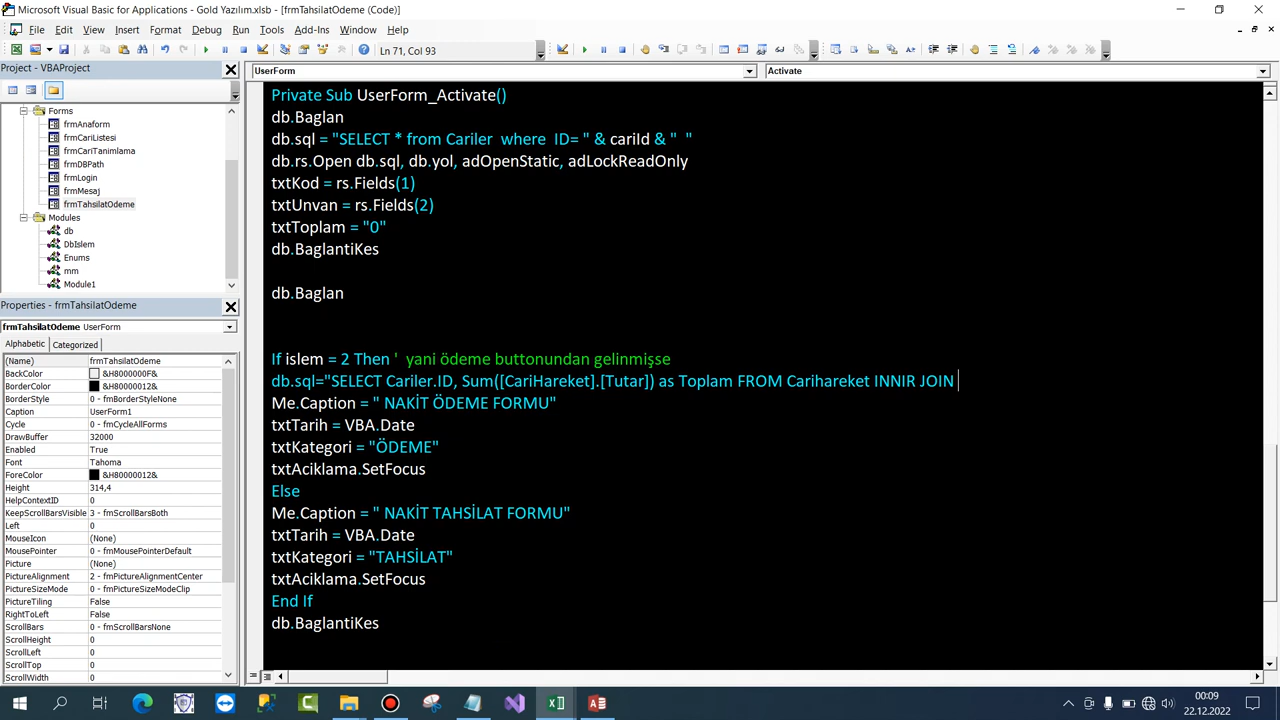 Microsoft Visual Basic for Applications - Gold Yazılım.xlsb - [frmTahsilatOdeme (Code)]
File Edit View Insert Format Debug Run Tools Add-Ins Window Help
Ln 71, Col 93
Project - VBAProject
UserForm
Activate
Forms
frmAnaform
frmCariListesi
frmCariTanimlama
frmDBPath
frmLogin
frmMesaj
frmTahsilatOdeme
Modules
db
DbIslem
Enums
mm
Module1
Properties - frmTahsilatOdeme
frmTahsilatOdeme UserForm
Alphabetic Categorized
(Name) frmTahsilatOdeme
BackColor &H8000000F&
BorderColor &H80000012&
BorderStyle 0 - fmBorderStyleNone
Caption UserForm1
Cycle 0 - fmCycleAllForms
DrawBuffer 32000
Enabled True
Font Tahoma
ForeColor &H80000012&
Height 314,4
HelpContextID 0
KeepScrollBarsVisible 3 - fmScrollBarsBoth
Left 0
MouseIcon (None)
MousePointer 0 - fmMousePointerDefault
Picture (None)
PictureAlignment 2 - fmPictureAlignmentCenter
PictureSizeMode 0 - fmPictureSizeModeClip
PictureTiling False
RightToLeft False
ScrollBars 0 - fmScrollBarsNone
ScrollHeight 0
ScrollLeft 0
ScrollTop 0
ScrollWidth 0
Private Sub UserForm_Activate()
db.Baglan
db.sql = "SELECT * from Cariler where ID= " & cariId & " "
db.rs.Open db.sql, db.yol, adOpenStatic, adLockReadOnly
txtKod = rs.Fields(1)
txtUnvan = rs.Fields(2)
txtToplam = "0"
db.BaglantiKes
db.Baglan
If islem = 2 Then ' yani ödeme buttonundan gelinmişse
db.sql="SELECT Cariler.ID, Sum([CariHareket].[Tutar]) as Toplam FROM Carihareket INNIR JOIN
Me.Caption = " NAKİT ÖDEME FORMU"
txtTarih = VBA.Date
txtKategori = "ÖDEME"
txtAciklama.SetFocus
Else
Me.Caption = " NAKİT TAHSİLAT FORMU"
txtTarih = VBA.Date
txtKategori = "TAHSİLAT"
txtAciklama.SetFocus
End If
db.BaglantiKes
00:09
22.12.2022